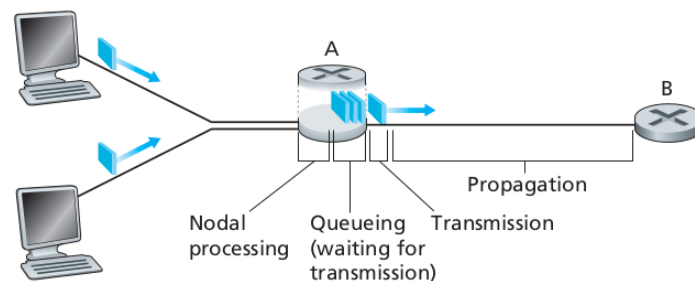 A
B
Propagation
Nodal
processing
Queueing
(waiting for
transmission)
Transmission